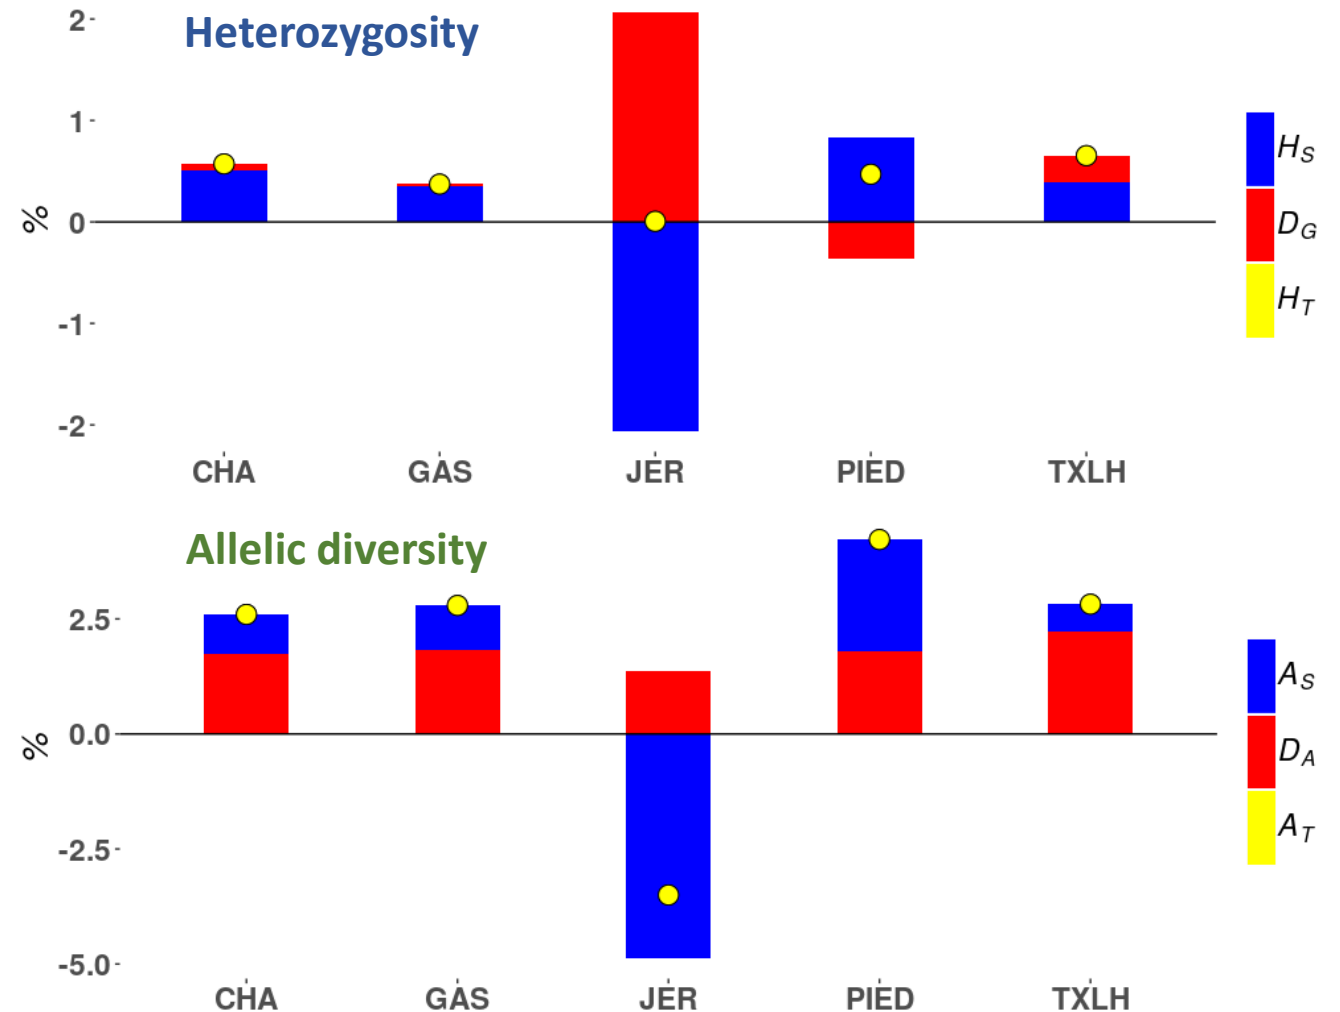 Heterozygosity
2
1
0
-1
-2
%
CHA GAS JER PIED TXLH
H_S
D_G
H_T
Allelic diversity
2.5
0.0
-2.5
-5.0
%
CHA GAS JER PIED TXLH
A_S
D_A
A_T